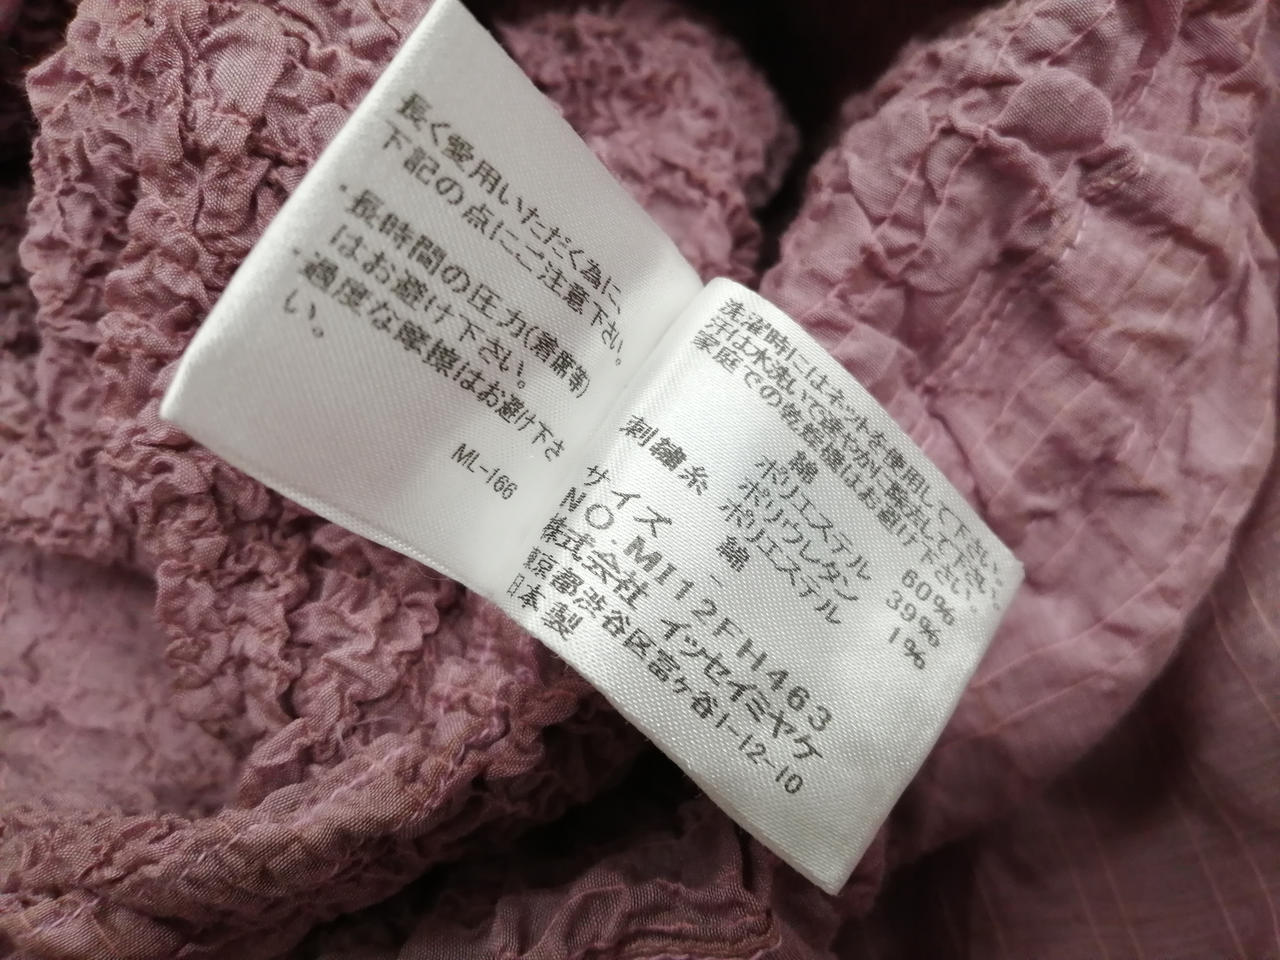 長く愛用いただく為に、
下記の点にご注意下さい。
・長時間の圧力(着席等)
はお避け下さい。
・過度な摩擦はお避け下さ
い。
ML-166
洗濯時にはネットを使用して下さい。
汗は水洗いで速やかに脱去して下さい。
家庭での乾燥機はお避け下さい。
綿 60%
ポリエステル 39%
ポリウレタン 1%
刺繍糸 ポリエステル
綿
サイズ -
NO.MI12FH463
株式会社 イッセイミヤケ
京都渋谷区富ケ谷1-12-10
日本製